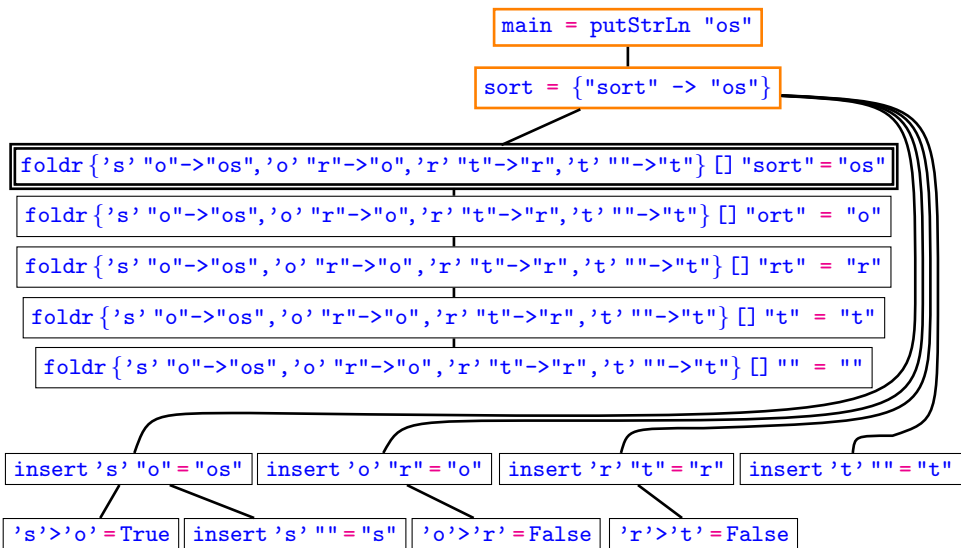 main = putStrLn "os"
sort = {"sort" -> "os"}
foldr {'s' "o"->"os", 'o' "r"->"o", 'r' "t"->"r", 't' ""->"t"} [] "sort" = "os"
foldr {'s' "o"->"os", 'o' "r"->"o", 'r' "t"->"r", 't' ""->"t"} [] "ort" = "o"
foldr {'s' "o"->"os", 'o' "r"->"o", 'r' "t"->"r", 't' ""->"t"} [] "rt" = "r"
foldr {'s' "o"->"os", 'o' "r"->"o", 'r' "t"->"r", 't' ""->"t"} [] "t" = "t"
foldr {'s' "o"->"os", 'o' "r"->"o", 'r' "t"->"r", 't' ""->"t"} [] "" = ""
insert 's' "o" = "os"
insert 'o' "r" = "o"
insert 'r' "t" = "r"
insert 't' "" = "t"
's'>'o' = True
insert 's' "" = "s"
'o'>'r' = False
'r'>'t' = False